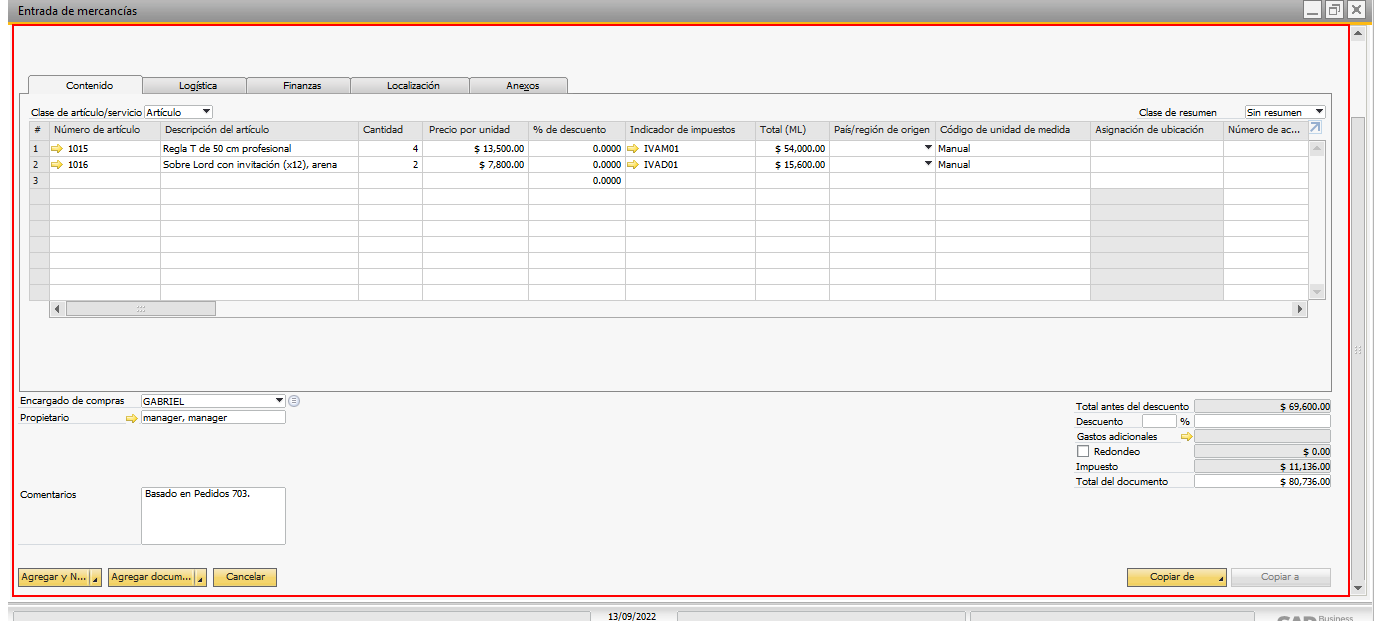 Entrada de mercancías
Contenido Logística Finanzas Localización Anexos
Clase de artículo/servicio Artículo Clase de resumen Sin resumen
# Número de artículo Descripción del artículo Cantidad Precio por unidad % de descuento Indicador de impuestos Total (ML) País/región de origen Código de unidad de medida Asignación de ubicación Número de ac...
1 1015 Regla T de 50 cm profesional 4 $ 13,500.00 0.0000 IVAM01 $ 54,000.00 Manual
2 1016 Sobre Lord con invitación (x12), arena 2 $ 7,800.00 0.0000 IVAD01 $ 15,600.00 Manual
3 0.0000
Encargado de compras GABRIEL
Propietario manager, manager
Total antes del descuento $ 69,600.00
Descuento %
Gastos adicionales
Redondeo $ 0.00
Impuesto $ 11,136.00
Total del documento $ 80,736.00
Comentarios Basado en Pedidos 703.
Agregar y N... Agregar docum... Cancelar Copiar de Copiar a
13/09/2022
SAP Business